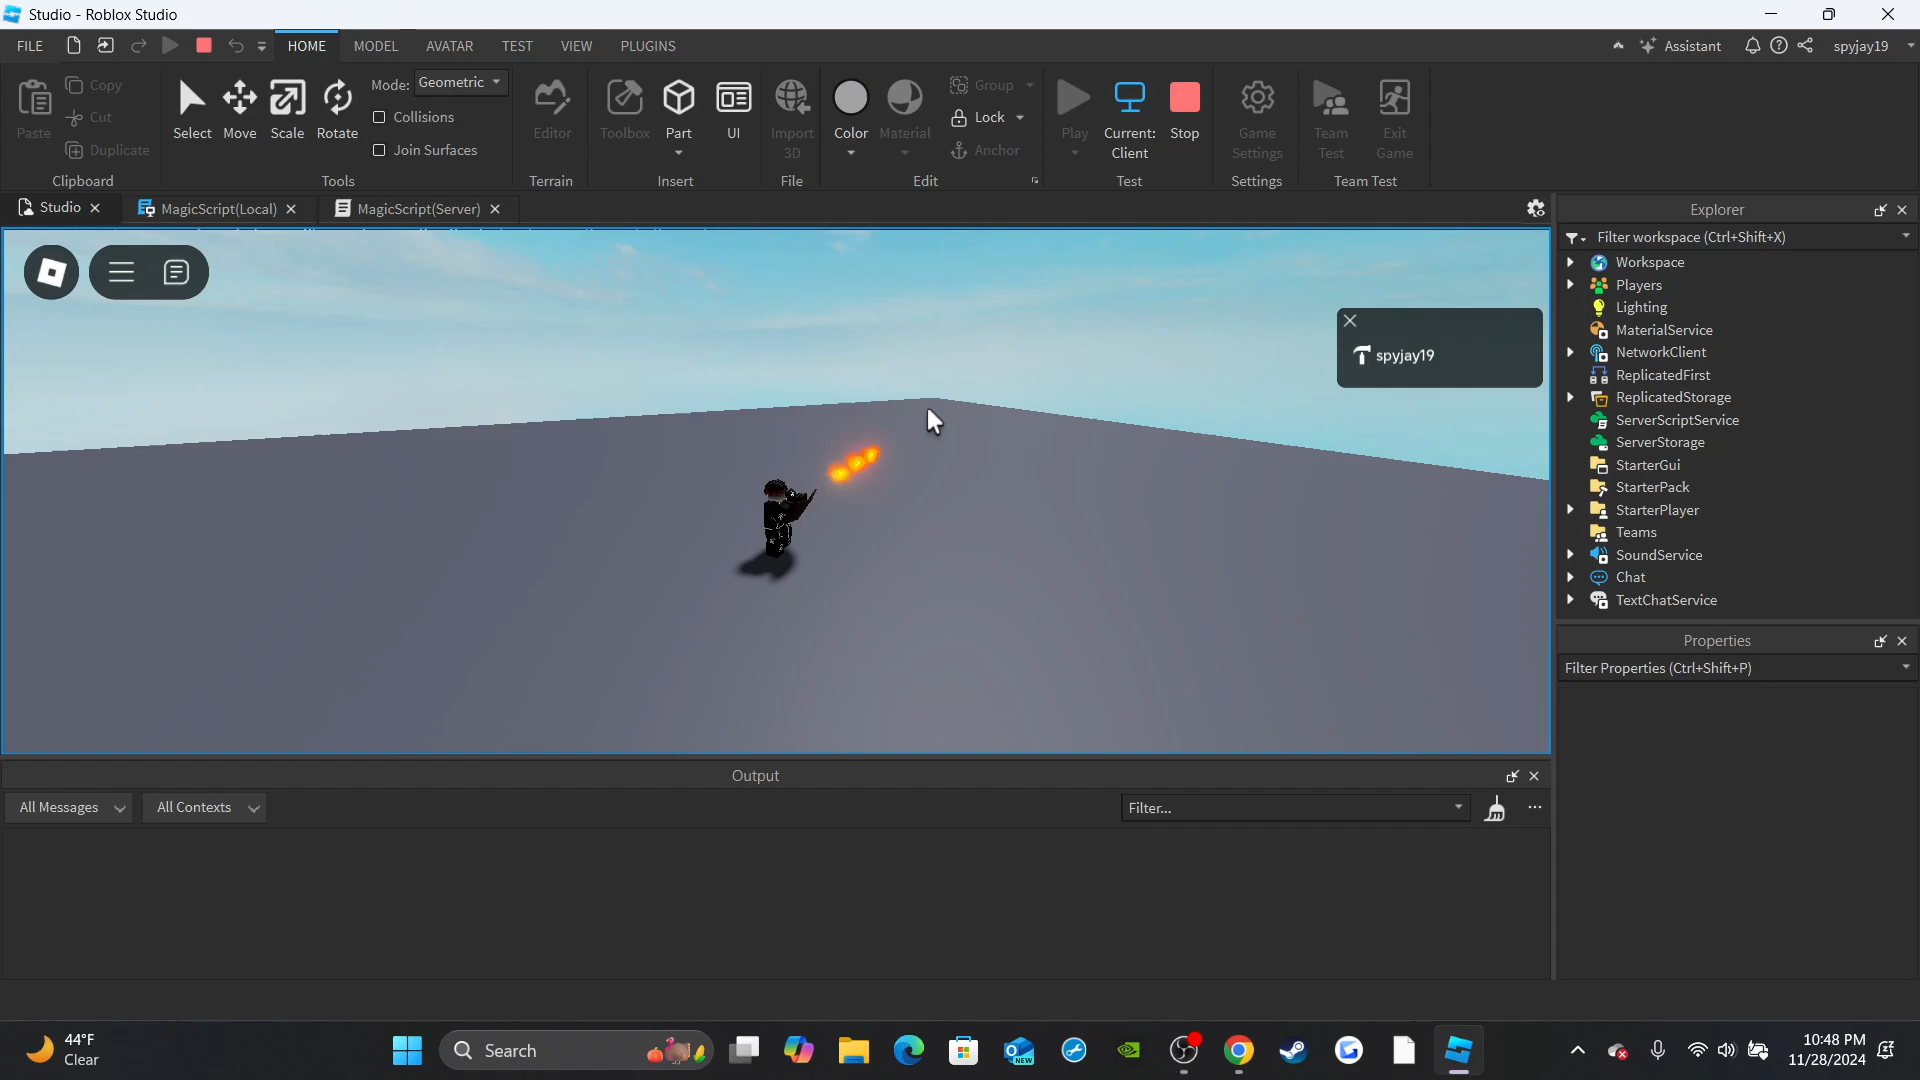 Studio - Roblox Studio
FILE
HOME
MODEL
AVATAR
TEST
VIEW
PLUGINS
Assistant
spyjay19
Paste
Copy
Cut
Duplicate
Clipboard
Select
Move
Scale
Rotate
Mode: Geometric
Collisions
Join Surfaces
Tools
Editor
Terrain
Toolbox
Part
UI
Insert
Import
3D
File
Color
Material
Group
Lock
Anchor
Edit
Play
Current:
Client
Stop
Test
Game
Settings
Settings
Team
Test
Exit
Game
Team Test
Studio
MagicScript(Local)
MagicScript(Server)
spyjay19
Explorer
Filter workspace (Ctrl+Shift+X)
Workspace
Players
Lighting
MaterialService
NetworkClient
ReplicatedFirst
ReplicatedStorage
ServerScriptService
ServerStorage
StarterGui
StarterPack
StarterPlayer
Teams
SoundService
Chat
TextChatService
Properties
Filter Properties (Ctrl+Shift+P)
Output
All Messages
All Contexts
Filter...
44°F
Clear
Search
NEW
10:48 PM
11/28/2024